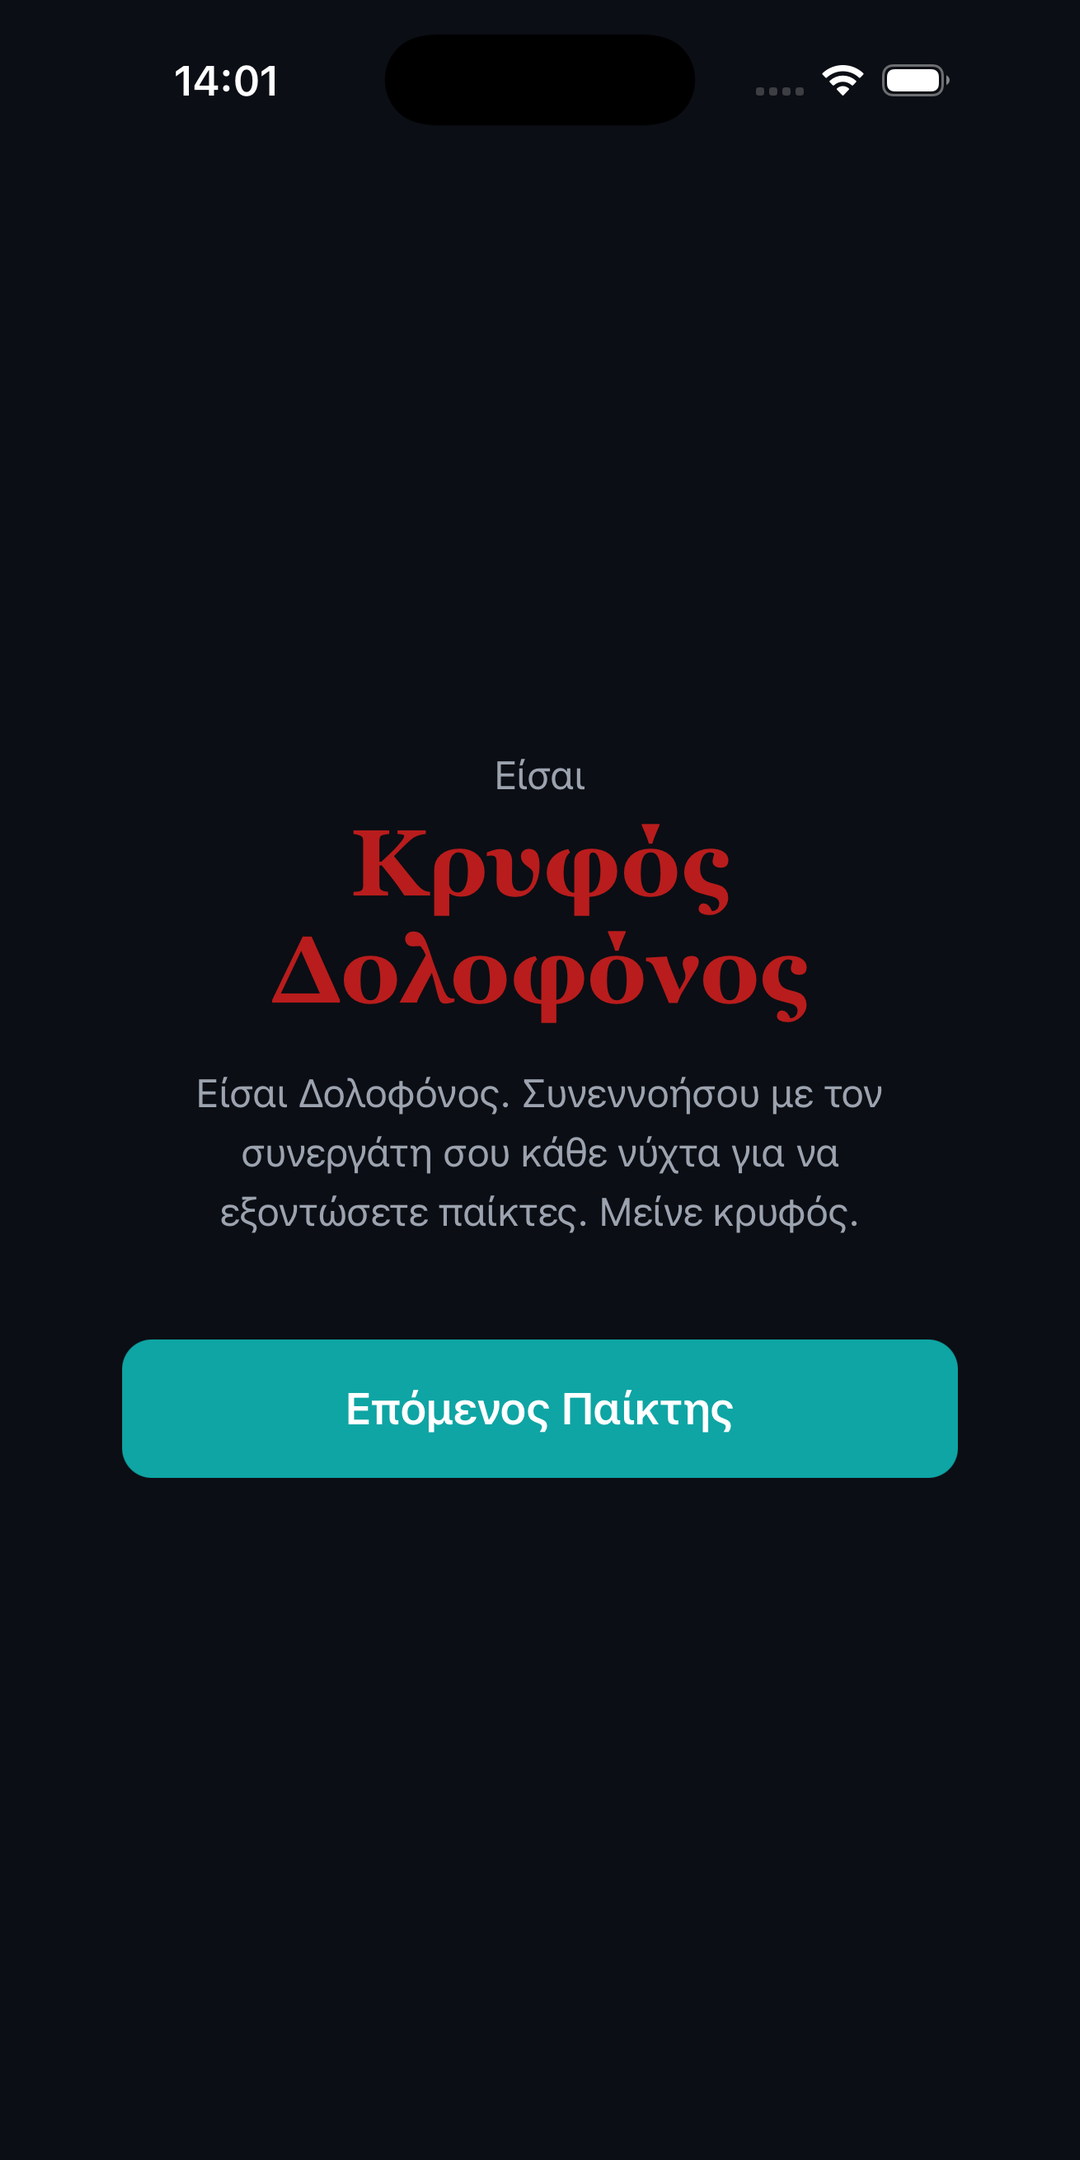 14:01
Είσαι
Κρυφός
Δολοφόνος
Είσαι Δολοφόνος. Συνεννοήσου με τον
συνεργάτη σου κάθε νύχτα για να
εξοντώσετε παίκτες. Μείνε κρυφός.
Επόμενος Παίκτης